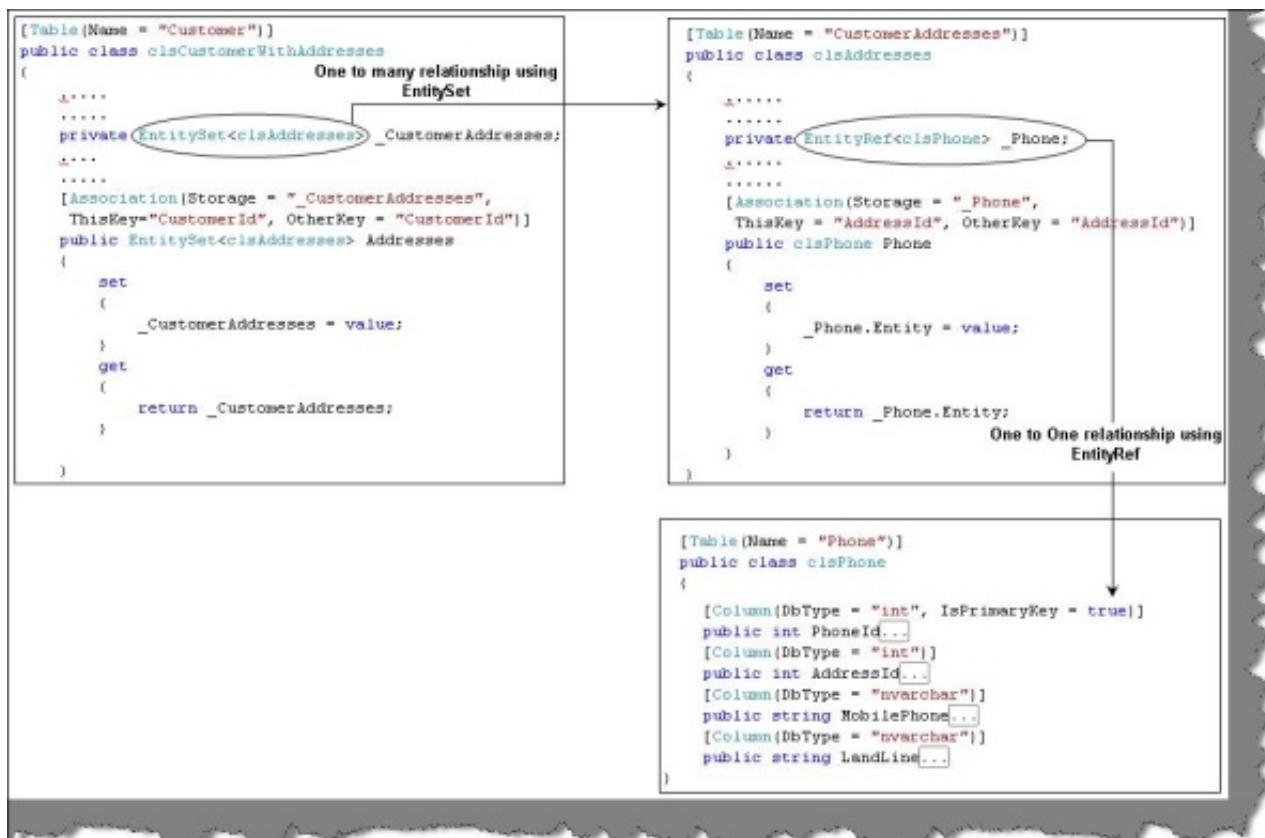 [Table(Name = "Customer")]
public class clsCustomerWithAddresses
{
One to many relationship using
EntitySet
.....
.....
private EntitySet<clsAddresses> _CustomerAddresses;
....
.....
[Association(Storage = "_CustomerAddresses",
ThisKey="CustomerId", OtherKey = "CustomerId")]
public EntitySet<clsAddresses> Addresses
{
set
{
_CustomerAddresses = value;
}
get
{
return _CustomerAddresses;
}
}
[Table(Name = "CustomerAddresses")]
public class clsAddresses
{
......
......
private EntityRef<clsPhone> _Phone;
......
......
[Association(Storage = "_Phone",
ThisKey = "AddressId", OtherKey = "AddressId")]
public clsPhone Phone
{
set
{
_Phone.Entity = value;
}
get
{
return _Phone.Entity;
}
One to One relationship using
EntityRef
}
}
[Table(Name = "Phone")]
public class clsPhone
{
[Column(DbType = "int", IsPrimaryKey = true)]
public int PhoneId...
[Column(DbType = "int")]
public int AddressId...
[Column(DbType = "nvarchar")]
public string MobilePhone...
[Column(DbType = "nvarchar")]
public string LandLine...
}